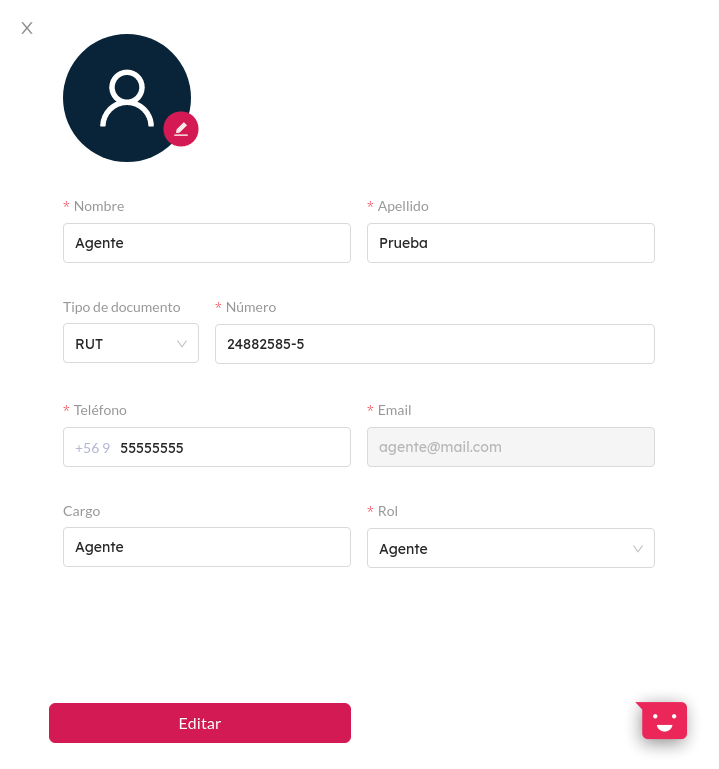 * Nombre
* Apellido
Agente
Prueba
Tipo de documento
* Número
RUT
24882585-5
* Teléfono
* Email
+56 9 55555555
agente@mail.com
Cargo
* Rol
Agente
Agente
Editar